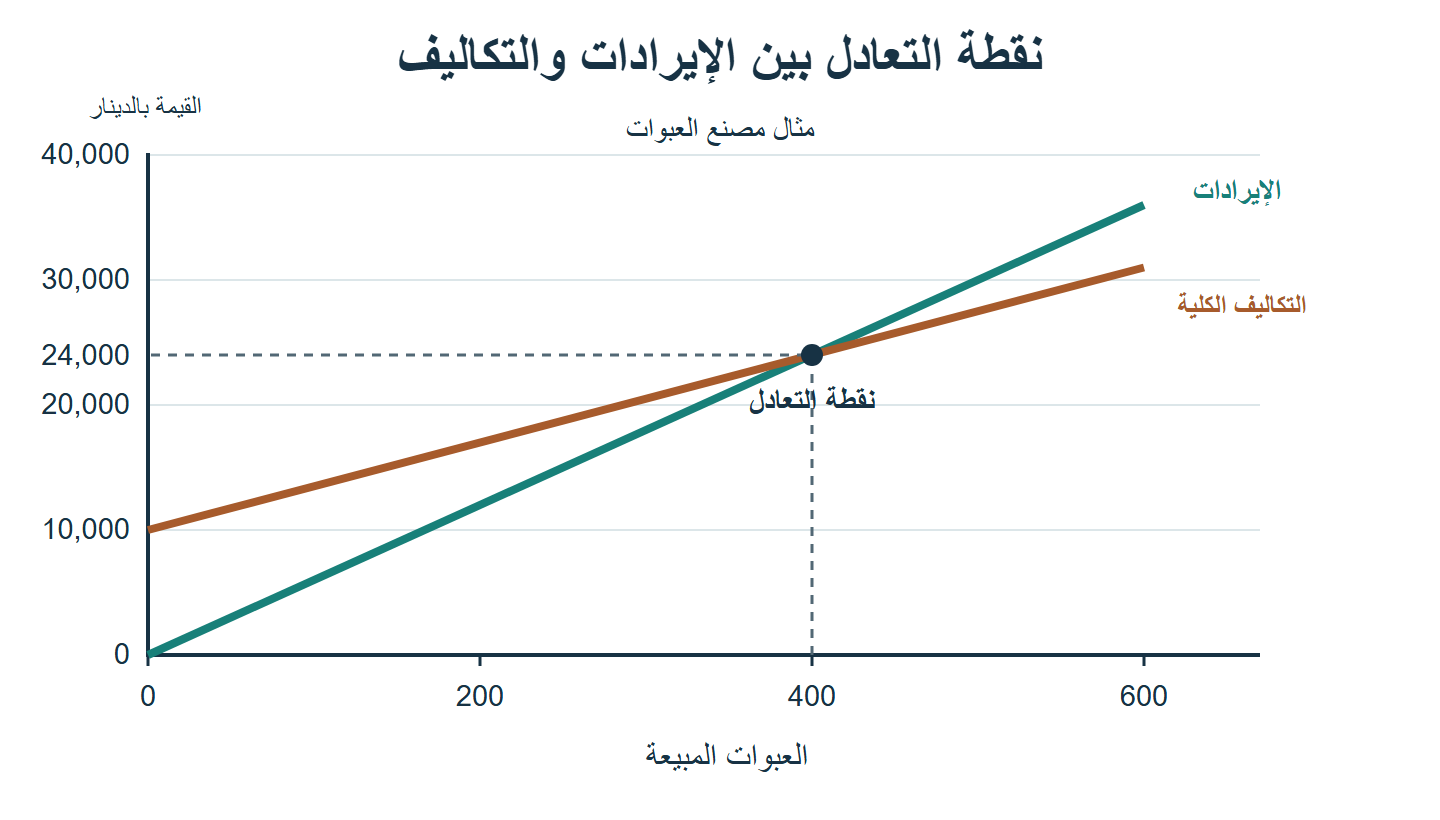 نقطة التعادل بين الإيرادات والتكاليف
القيمة بالدينار
مثال مصنع العبوات
40,000
الإيرادات
30,000
التكاليف الكلية
24,000
20,000
نقطة التعادل
10,000
0
0
200
400
600
العبوات المبيعة